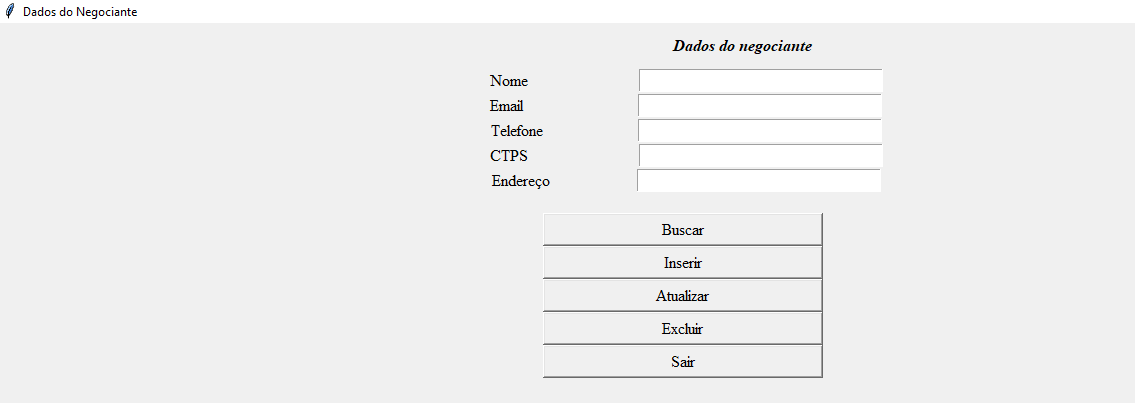 Dados do Negociante
Dados do negociante
Nome
Email
Telefone
CTPS
Endereço
Buscar
Inserir
Atualizar
Excluir
Sair